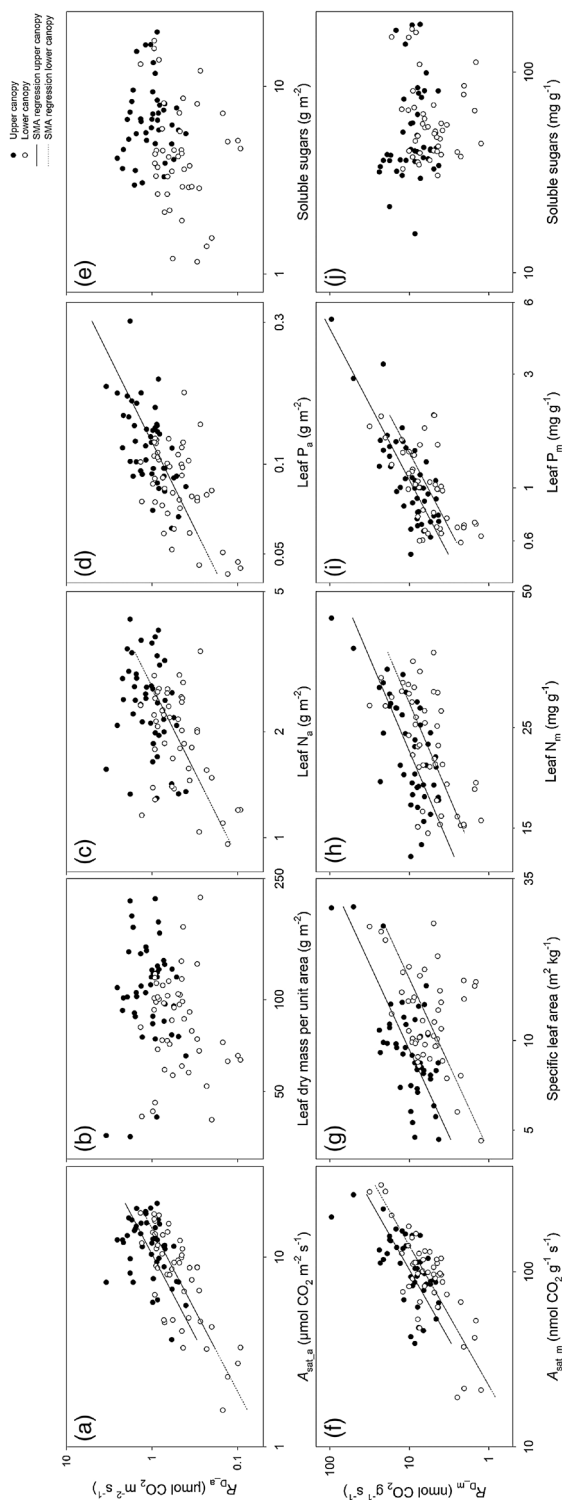 Upper canopy
Lower canopy
SMA regression upper canopy
SMA regression lower canopy
(a)
(b)
(c)
(d)
(e)
10
1
0.1
R_D_a (μmol CO₂ m⁻² s⁻¹)
1
10
50
100
250
1
2
5
0.05
0.1
0.3
1
10
A_sat_a (μmol CO₂ m⁻² s⁻¹)
Leaf dry mass per unit area (g m⁻²)
Leaf N_a (g m⁻²)
Leaf P_a (g m⁻²)
Soluble sugars (g m⁻²)
(f)
(g)
(h)
(i)
(j)
100
10
1
R_D_m (nmol CO₂ g⁻¹ s⁻¹)
10
100
5
10
35
15
25
50
0.6
1
3
6
10
100
A_sat_m (nmol CO₂ g⁻¹ s⁻¹)
Specific leaf area (m² kg⁻¹)
Leaf N_m (mg g⁻¹)
Leaf P_m (mg g⁻¹)
Soluble sugars (mg g⁻¹)